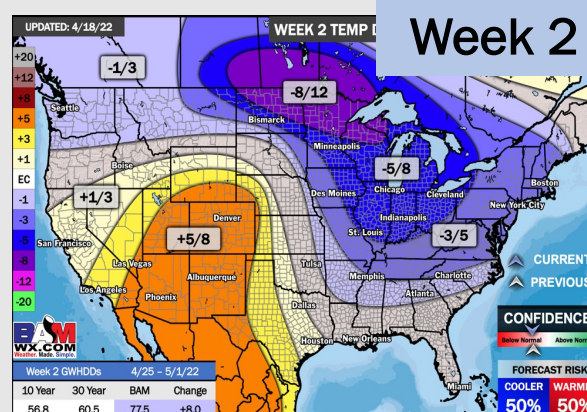 Week 2
UPDATED: 4/18/22
WEEK 2 TEMP
+20
+12
+8
+5
+3
+1
EC
-1
-3
-5
-8
-12
-20
-1/3
-8/12
-5/8
-3/5
+1/3
+5/8
Seattle
Bismarck
Minneapolis
Boise
Boston
Des Moines
Chicago
Cleveland
New York City
Indianapolis
Denver
St. Louis
San Francisco
Las Vegas
Tulsa
Albuquerque
Memphis
Charlotte
Los Angeles
Phoenix
Atlanta
Dallas
Houston
New Orleans
Miami
CURRENT
PREVIOUS
CONFIDENCE
Below Normal Above Nor
FORECAST RISK
COOLER WARME
50% 50%
BAM
WX.COM
Weather. Made. Simple.
Week 2 GWHDDs 4/25 - 5/1/22
10 Year 30 Year BAM Change
56.8 60.5 77.5 +8.0